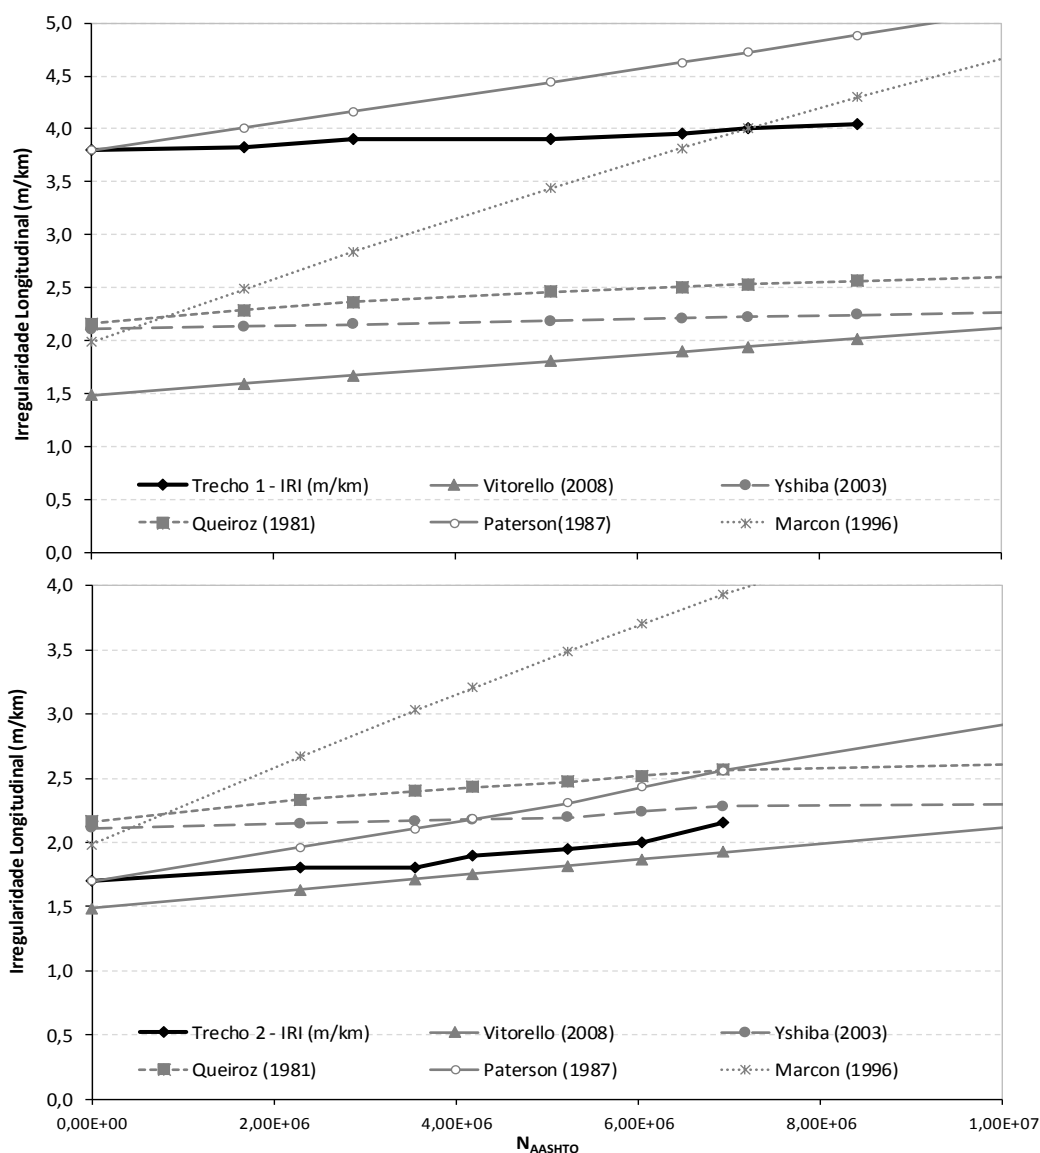 5,0
4,5
4,0
3,5
3,0
2,5
2,0
1,5
1,0
0,5
0,0
Irregularidade Longitudinal (m/km)
Trecho 1 - IRI (m/km)
Vitorello (2008)
Yshiba (2003)
Queiroz (1981)
Paterson(1987)
Marcon (1996)
4,0
3,5
3,0
2,5
2,0
1,5
1,0
0,5
0,0
Irregularidade Longitudinal (m/km)
Trecho 2 - IRI (m/km)
Vitorello (2008)
Yshiba (2003)
Queiroz (1981)
Paterson (1987)
Marcon (1996)
0,00E+00 2,00E+06 4,00E+06 6,00E+06 8,00E+06 1,00E+07
NAASHTO